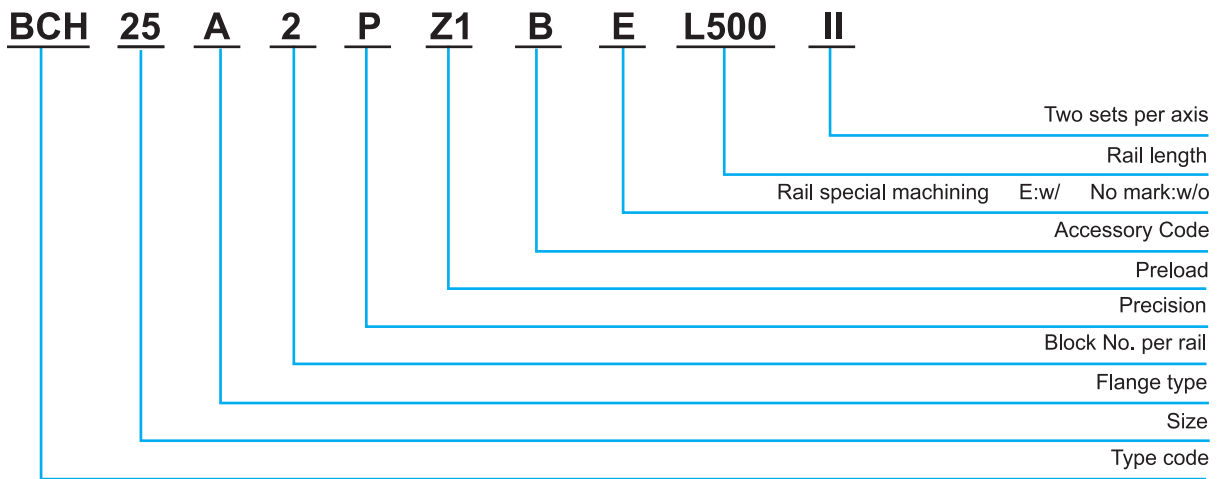 BCH 25 A 2 P Z1 B E L500 II
Two sets per axis
Rail length
Rail special machining E:w/ No mark:w/o
Accessory Code
Preload
Precision
Block No. per rail
Flange type
Size
Type code